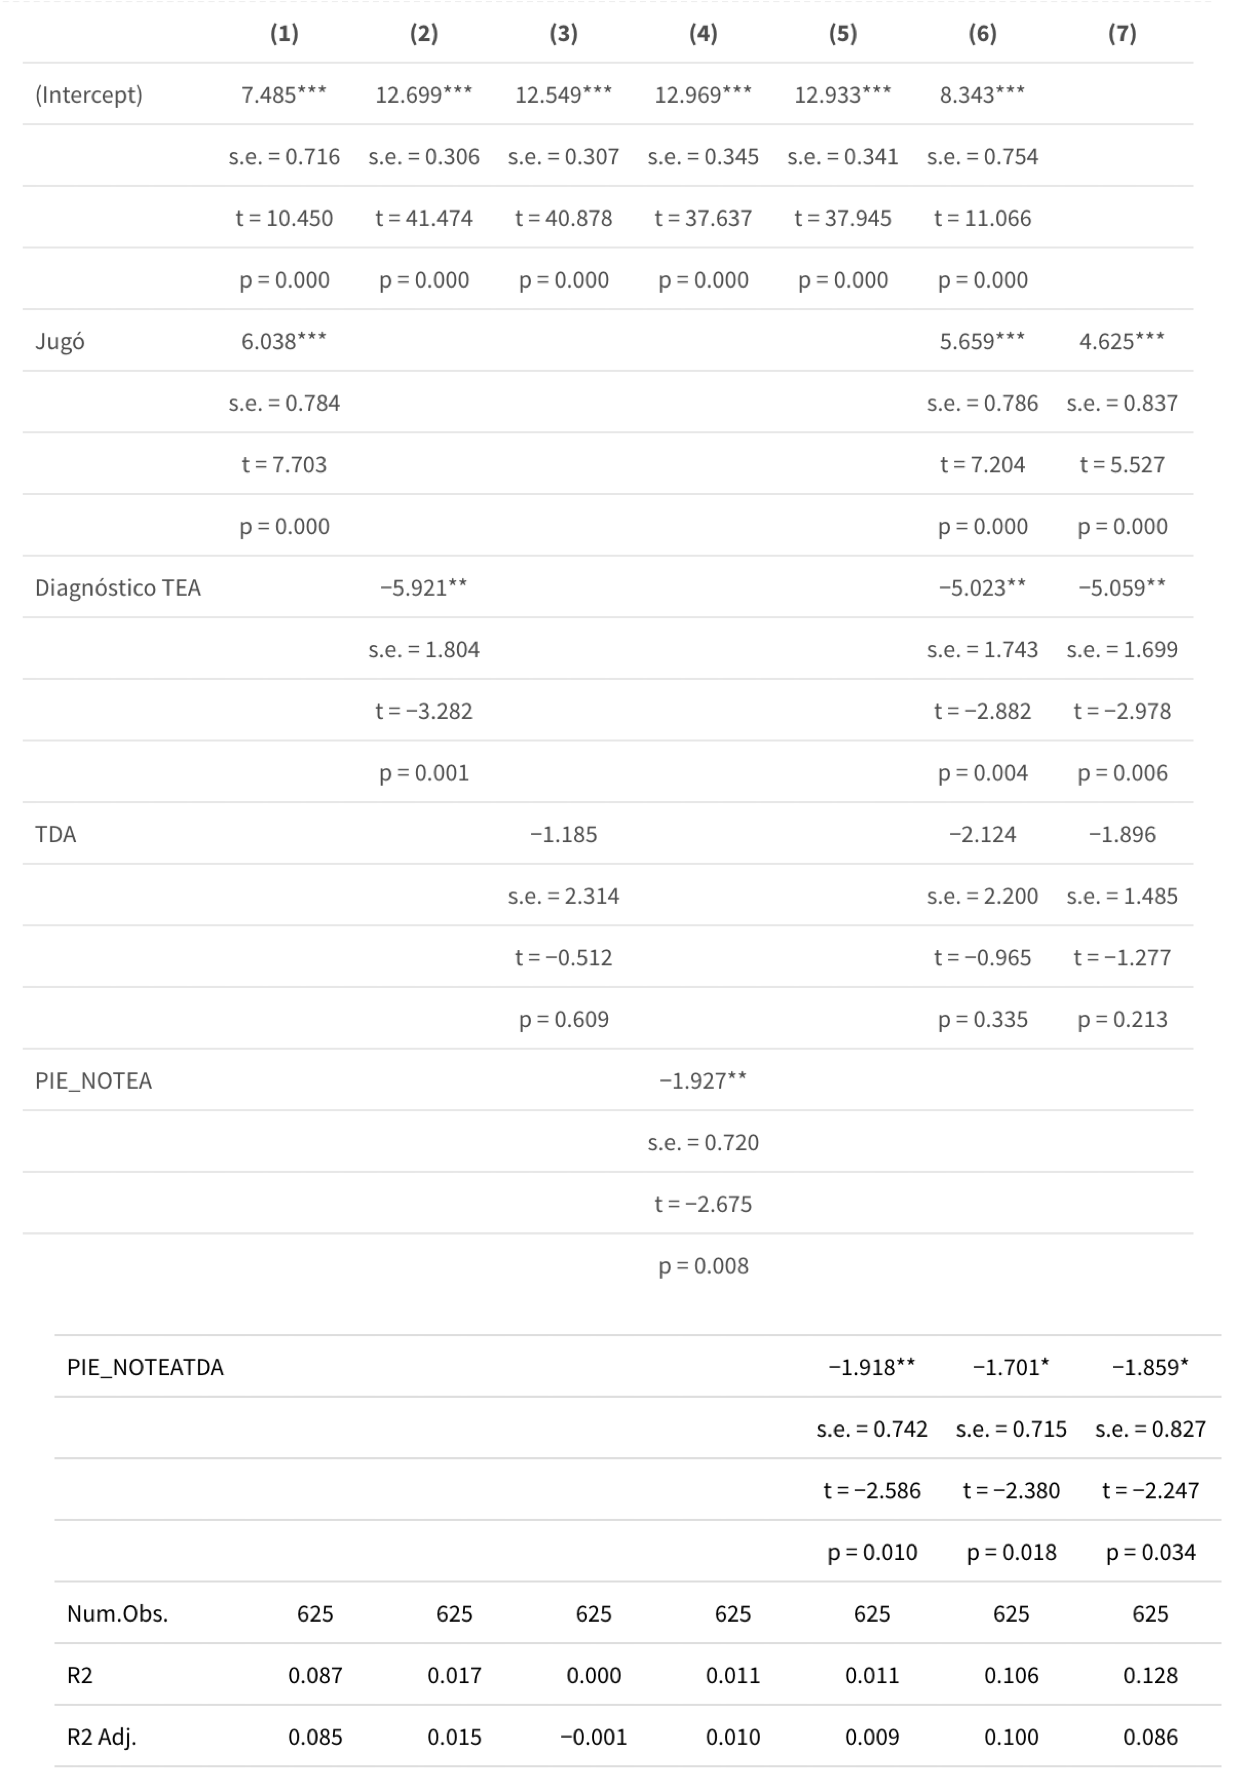 (1) (2) (3) (4) (5) (6) (7)
(Intercept) 7.485*** 12.699*** 12.549*** 12.969*** 12.933*** 8.343***
s.e. = 0.716 s.e. = 0.306 s.e. = 0.307 s.e. = 0.345 s.e. = 0.341 s.e. = 0.754
t = 10.450 t = 41.474 t = 40.878 t = 37.637 t = 37.945 t = 11.066
p = 0.000 p = 0.000 p = 0.000 p = 0.000 p = 0.000 p = 0.000
Jugó 6.038*** 5.659*** 4.625***
s.e. = 0.784 s.e. = 0.786 s.e. = 0.837
t = 7.703 t = 7.204 t = 5.527
p = 0.000 p = 0.000 p = 0.000
Diagnóstico TEA −5.921** −5.023** −5.059**
s.e. = 1.804 s.e. = 1.743 s.e. = 1.699
t = −3.282 t = −2.882 t = −2.978
p = 0.001 p = 0.004 p = 0.006
TDA −1.185 −2.124 −1.896
s.e. = 2.314 s.e. = 2.200 s.e. = 1.485
t = −0.512 t = −0.965 t = −1.277
p = 0.609 p = 0.335 p = 0.213
PIE_NOTEA −1.927**
s.e. = 0.720
t = −2.675
p = 0.008
PIE_NOTEATDA −1.918** −1.701* −1.859*
s.e. = 0.742 s.e. = 0.715 s.e. = 0.827
t = −2.586 t = −2.380 t = −2.247
p = 0.010 p = 0.018 p = 0.034
Num.Obs. 625 625 625 625 625 625 625
R2 0.087 0.017 0.000 0.011 0.011 0.106 0.128
R2 Adj. 0.085 0.015 −0.001 0.010 0.009 0.100 0.086